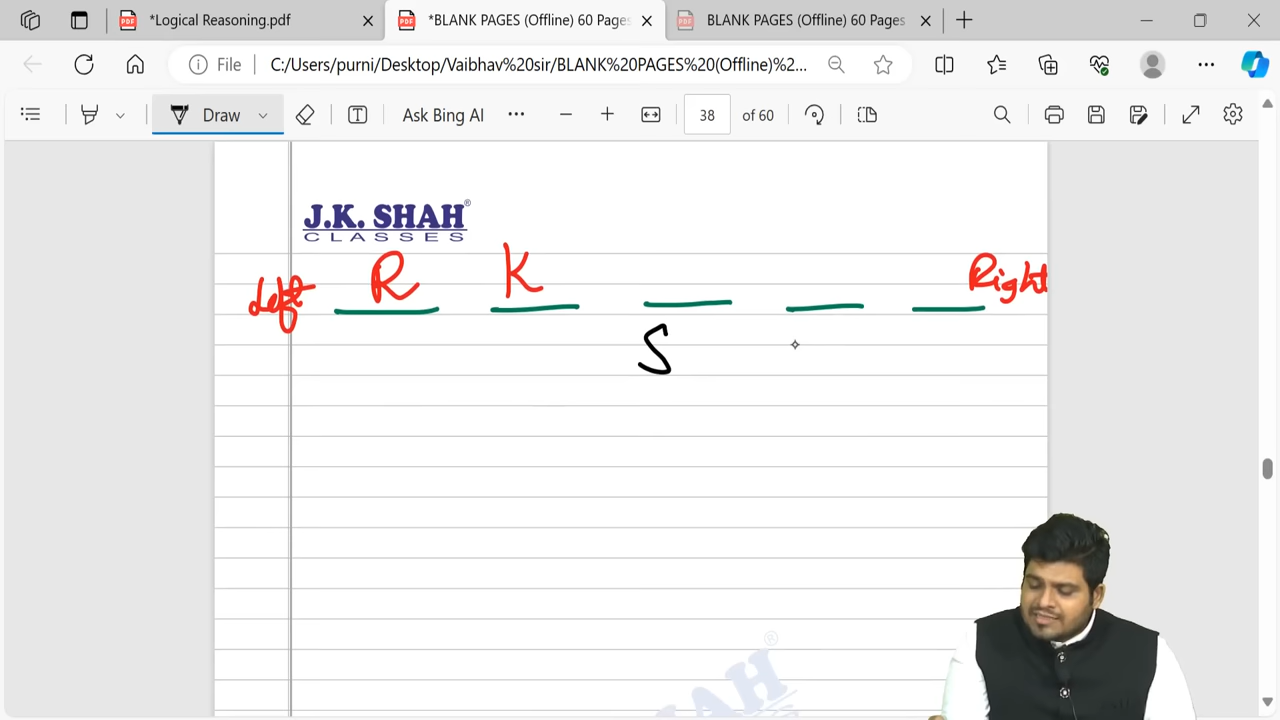 *Logical Reasoning.pdf
*BLANK PAGES (Offline) 60 Pages
BLANK PAGES (Offline) 60 Pages
File
C:/Users/purni/Desktop/Vaibhav%20sir/BLANK%20PAGES%20(Offline)%2...
Draw
Ask Bing AI
38
of 60
J.K. SHAH®
CLASSES
Left R K Right
S
SHAH®